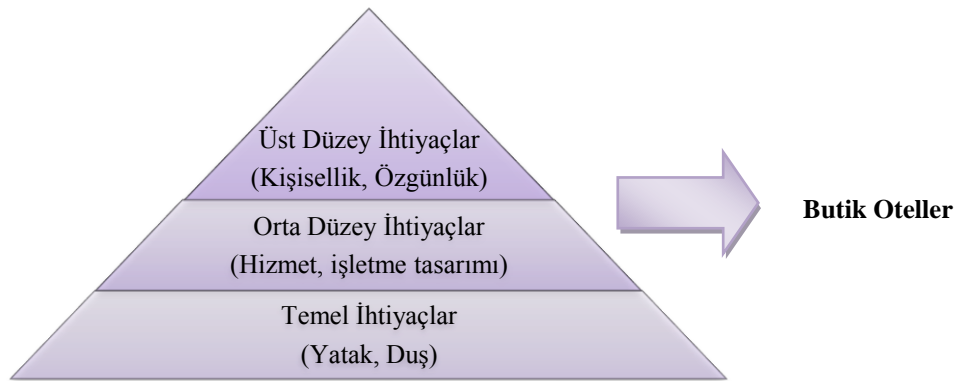 Üst Düzey İhtiyaçlar
(Kişisellik, Özgünlük)
Orta Düzey İhtiyaçlar
(Hizmet, işletme tasarımı)
Temel İhtiyaçlar
(Yatak, Duş)
Butik Oteller